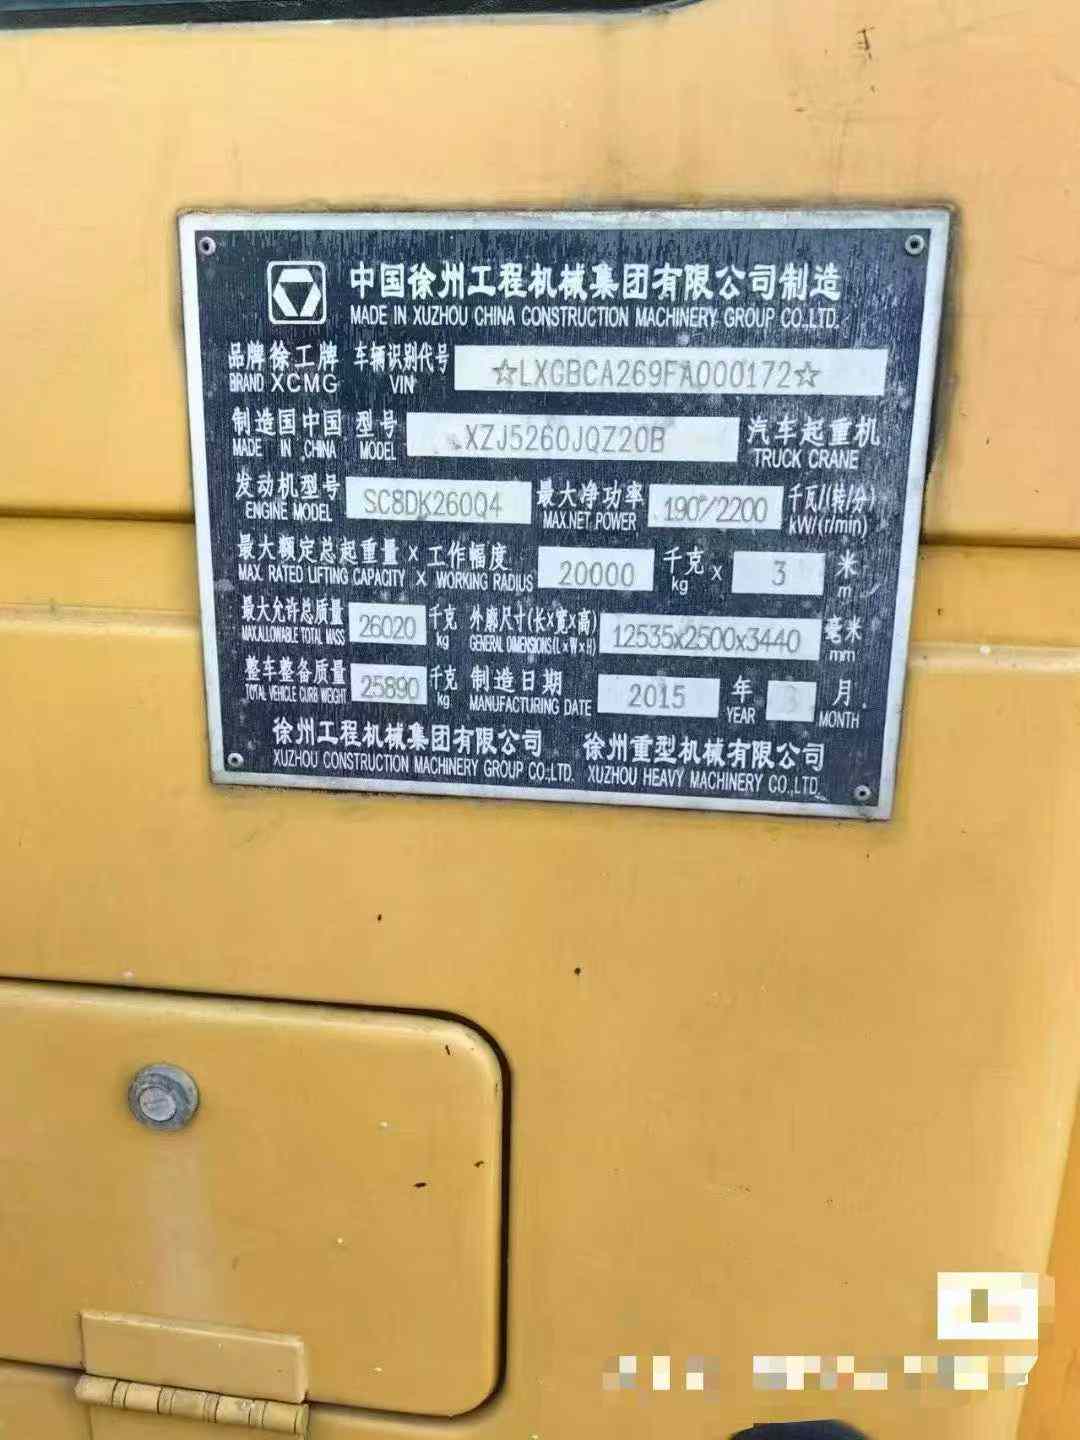 中国徐州工程机械集团有限公司制造
MADE IN XUZHOU CHINA CONSTRUCTION MACHINERY GROUP CO.,LTD.
品牌 徐工牌 车辆识别代号 ☆LXGBCA269FA000172☆
BRAND XCMG VIN
制造国 中国 型号 XZJ5260JQZ20B 汽车起重机
MADE IN CHINA MODEL TRUCK CRANE
发动机型号 SC8DK260Q4 最大净功率 190/2200 千瓦/(转/分)
ENGINE MODEL MAX.NET POWER kW/(r/min)
最大额定总起重量 × 工作幅度 20000 千克 × 3 米
MAX. RATED LIFTING CAPACITY × WORKING RADIUS kg m
最大允许总质量 26020 千克 外廓尺寸(长×宽×高) 12535x2500x3440 毫米
MAX.ALLOWABLE TOTAL MASS kg GENERAL DIMENSIONS(L×W×H) mm
整车整备质量 25890 千克 制造日期 2015 年 3 月
TOTAL VEHICLE CURB WEIGHT kg MANUFACTURING DATE YEAR MONTH
徐州工程机械集团有限公司 徐州重型机械有限公司
XUZHOU CONSTRUCTION MACHINERY GROUP CO.,LTD. XUZHOU HEAVY MACHINERY CO.,LTD.